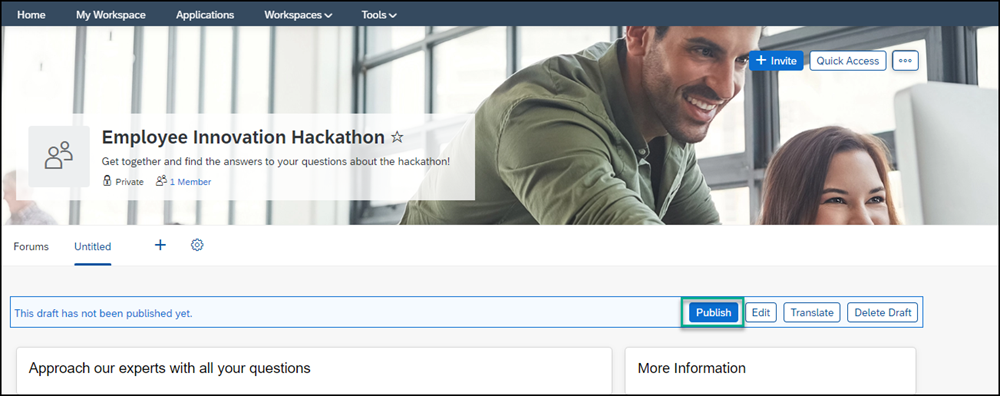 Home My Workspace Applications Workspaces Tools
+ Invite Quick Access
Employee Innovation Hackathon ☆
Get together and find the answers to your questions about the hackathon!
Private 1 Member
Forums Untitled +
This draft has not been published yet. Publish Edit Translate Delete Draft
Approach our experts with all your questions More Information